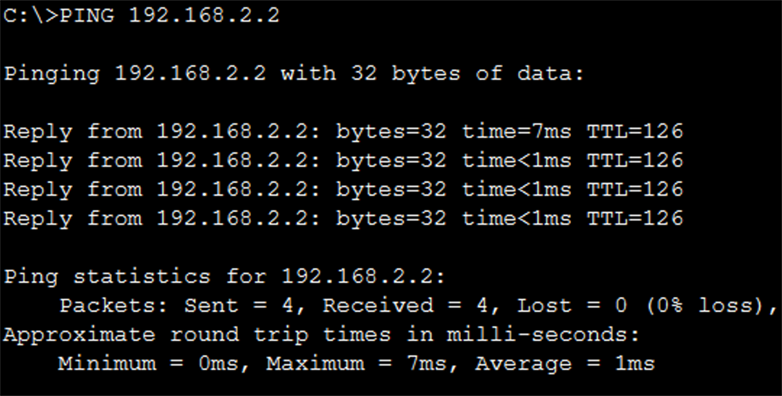 C:\>PING 192.168.2.2
Pinging 192.168.2.2 with 32 bytes of data:
Reply from 192.168.2.2: bytes=32 time=7ms TTL=126
Reply from 192.168.2.2: bytes=32 time<1ms TTL=126
Reply from 192.168.2.2: bytes=32 time<1ms TTL=126
Reply from 192.168.2.2: bytes=32 time<1ms TTL=126
Ping statistics for 192.168.2.2:
    Packets: Sent = 4, Received = 4, Lost = 0 (0% loss),
Approximate round trip times in milli-seconds:
    Minimum = 0ms, Maximum = 7ms, Average = 1ms